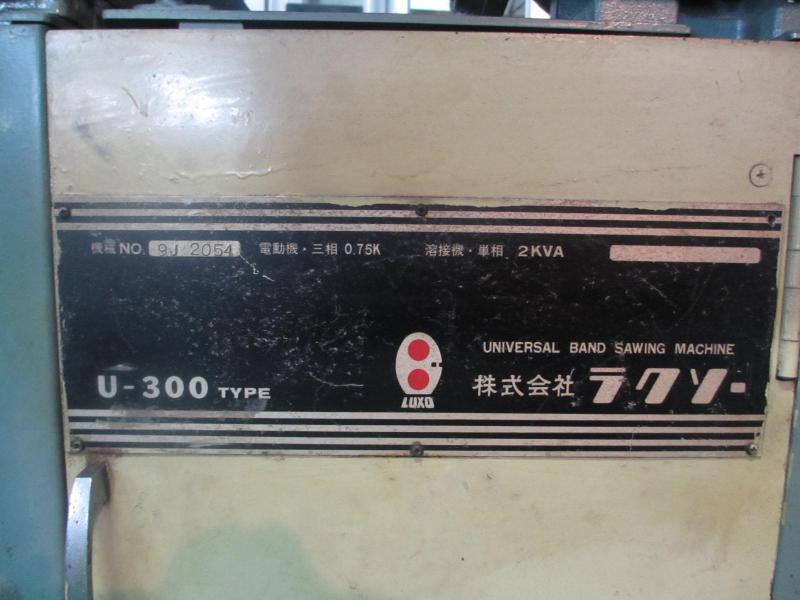 機械NO. 9J 2054 電動機・三相 0.75K 溶接機・単相 2KVA
UNIVERSAL BAND SAWING MACHINE
U-300 TYPE
LUXO
株式会社 ラクソー